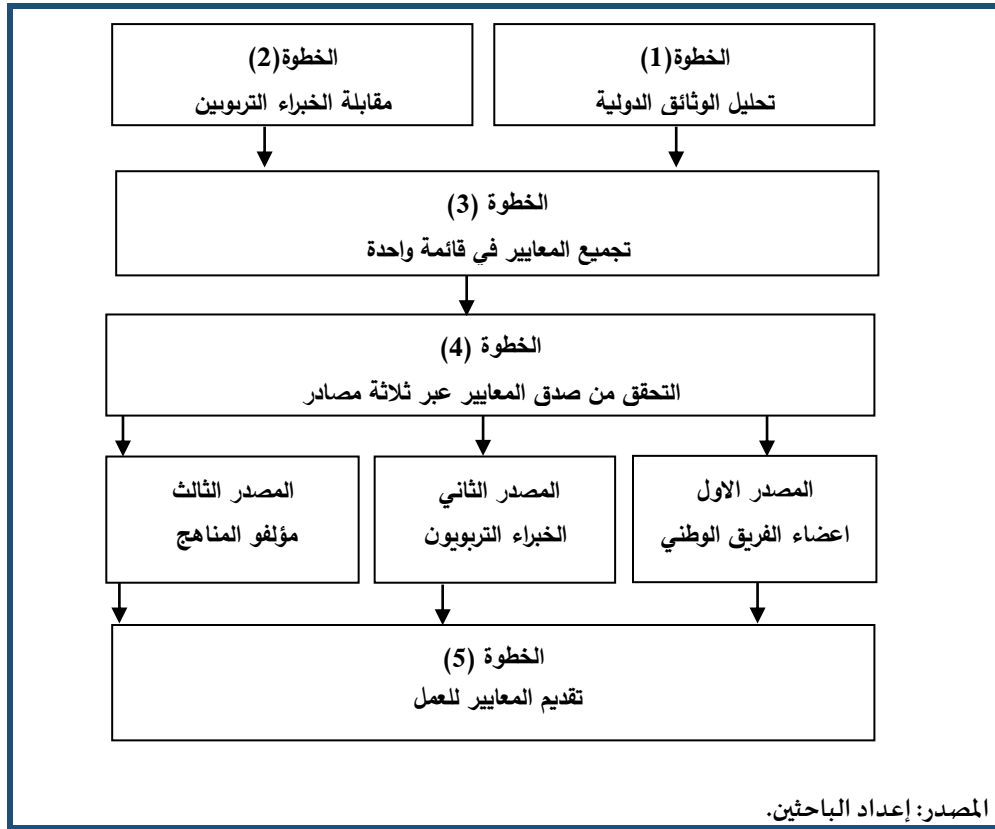 الخطوة(1)
تحليل الوثائق الدولية
الخطوة(2)
مقابلة الخبراء التربويين
الخطوة (3)
تجميع المعايير في قائمة واحدة
الخطوة (4)
التحقق من صدق المعايير عبر ثلاثة مصادر
المصدر الاول
اعضاء الفريق الوطني
المصدر الثاني
الخبراء التربويون
المصدر الثالث
مؤلفو المناهج
الخطوة (5)
تقديم المعايير للعمل
المصدر: إعداد الباحثين.